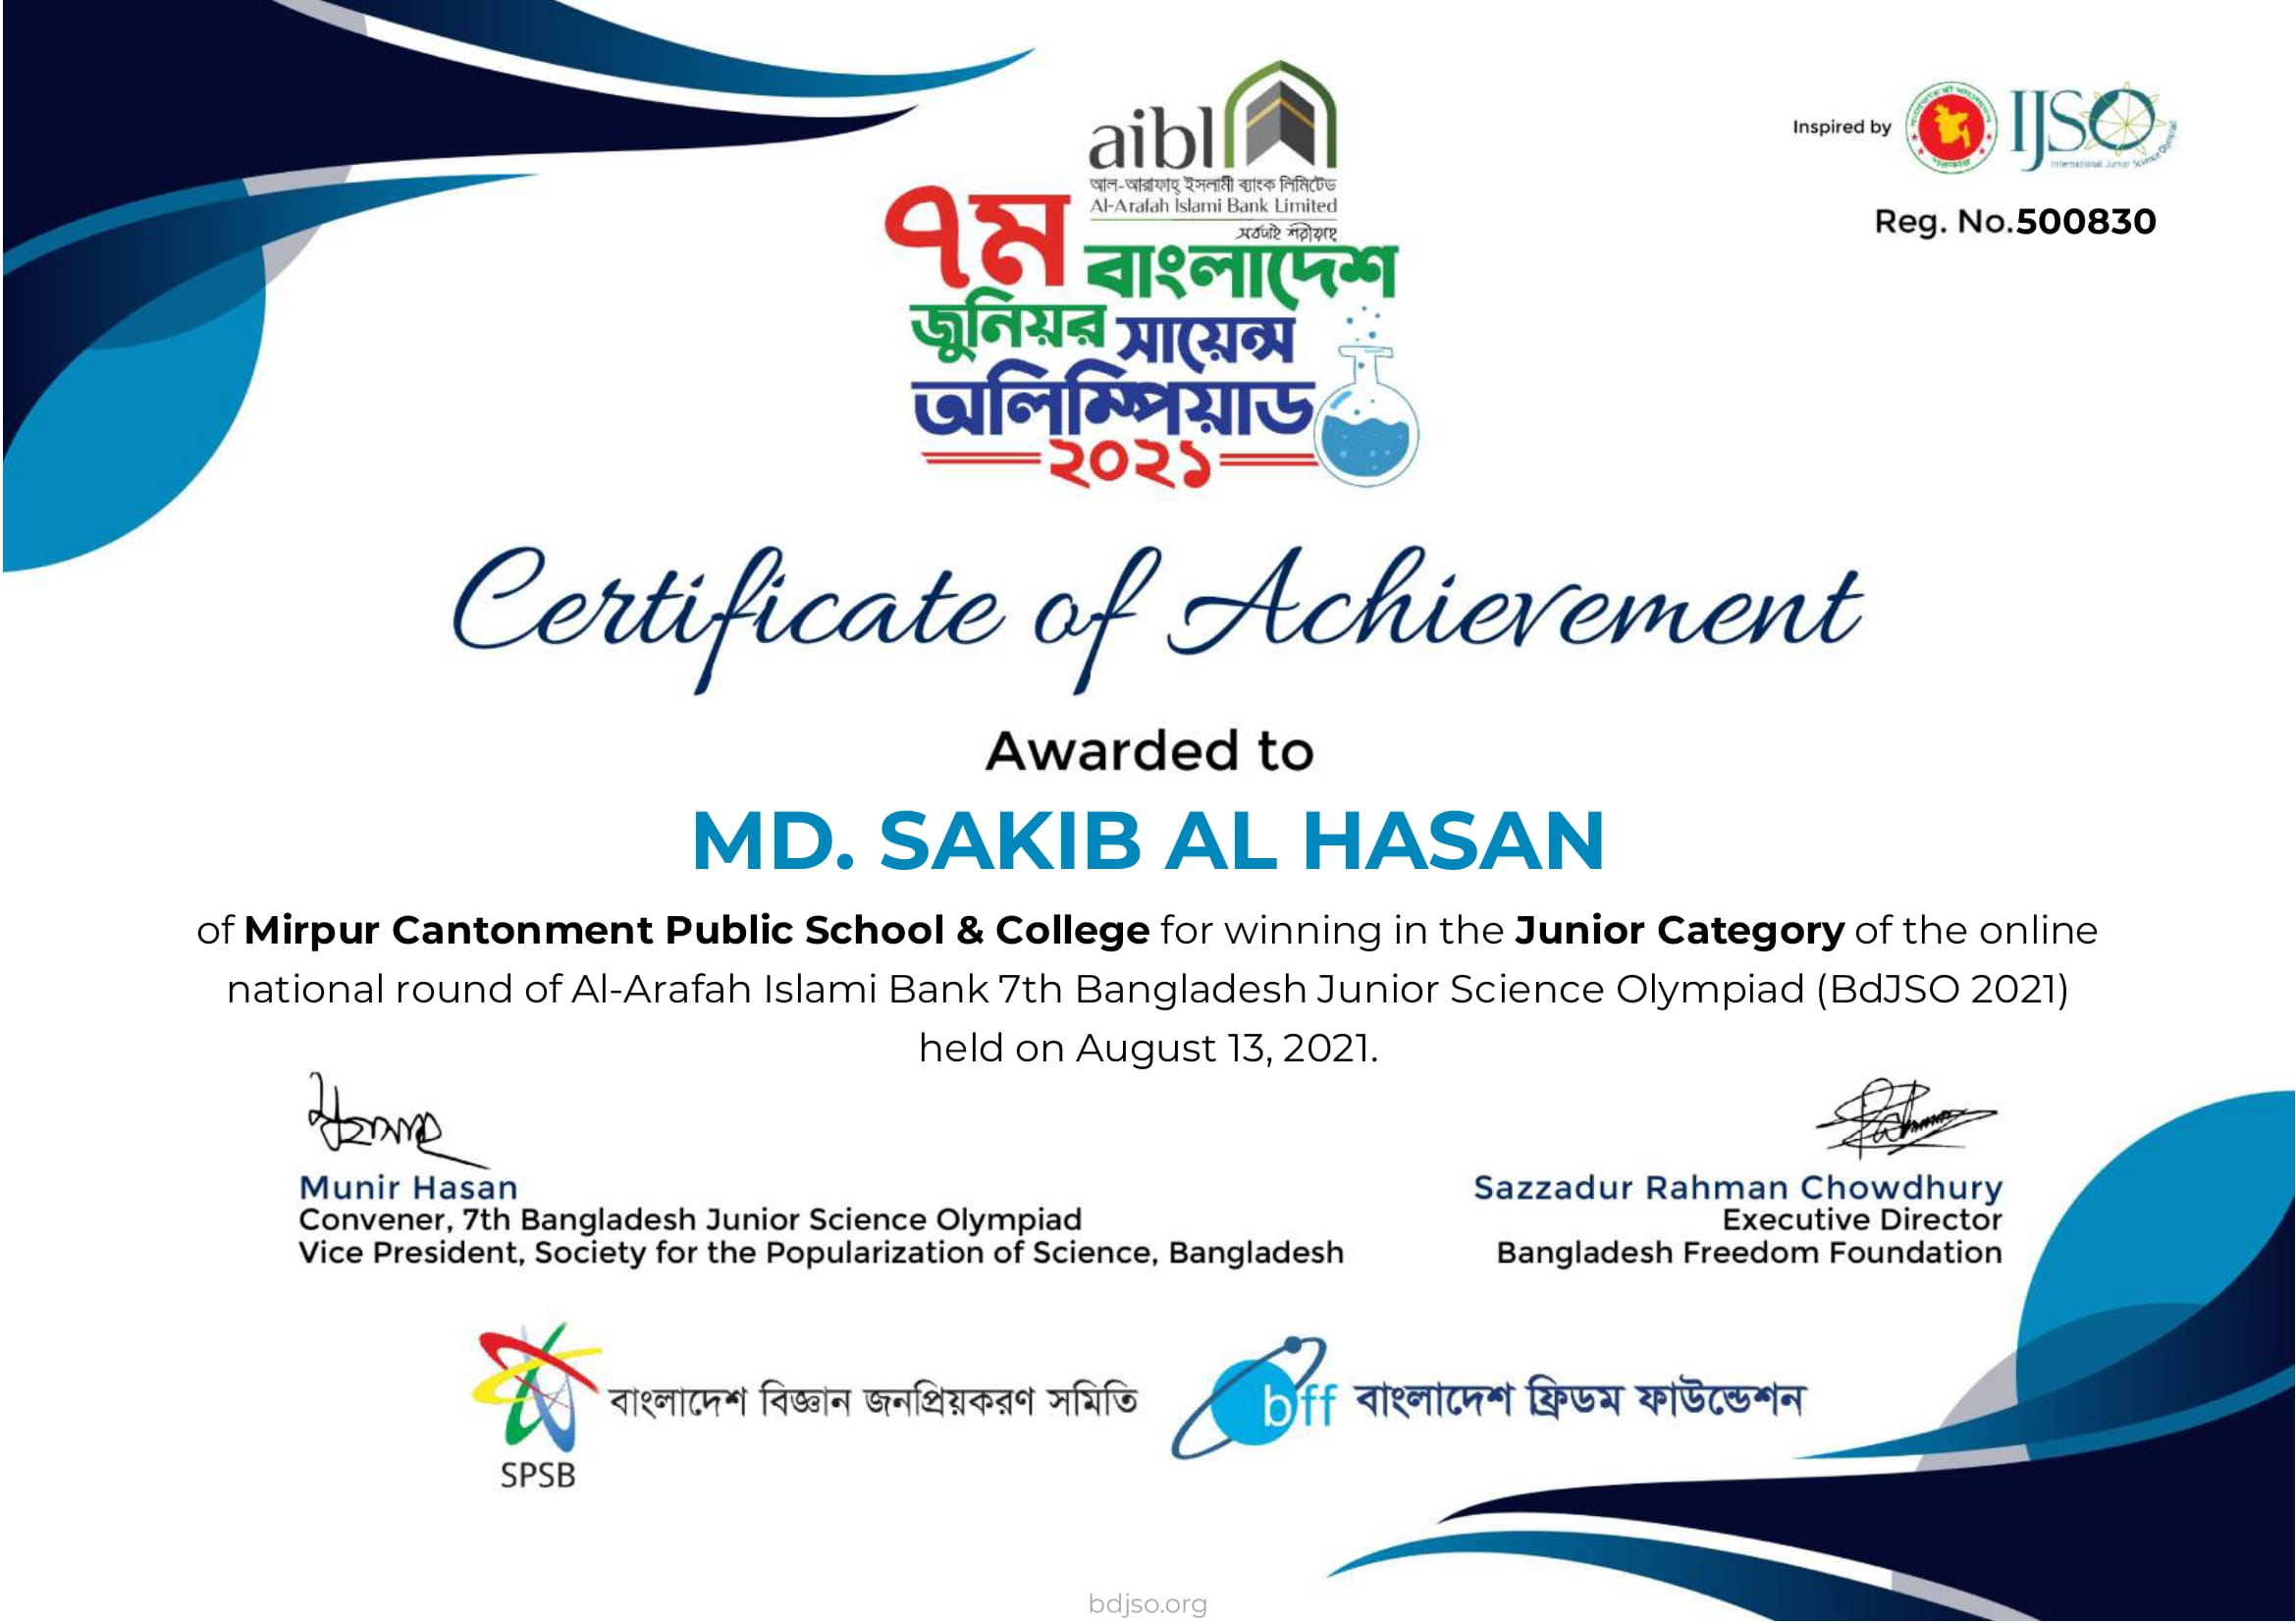 aibl
আল-আরাফাহ্ ইসলামী ব্যাংক লিমিটেড
Al-Arafah Islami Bank Limited
Inspired by
IJSO
International Junior Science Olympiad
Reg. No.500830
৭ম বাংলাদেশ
জুনিয়র সায়েন্স
অলিম্পিয়াড
২০২১
Certificate of Achievement
Awarded to
MD. SAKIB AL HASAN
of Mirpur Cantonment Public School & College for winning in the Junior Category of the online
national round of Al-Arafah Islami Bank 7th Bangladesh Junior Science Olympiad (BdJSO 2021)
held on August 13, 2021.
Munir Hasan
Convener, 7th Bangladesh Junior Science Olympiad
Vice President, Society for the Popularization of Science, Bangladesh
Sazzadur Rahman Chowdhury
Executive Director
Bangladesh Freedom Foundation
বাংলাদেশ বিজ্ঞান জনপ্রিয়করণ সমিতি
SPSB
bff বাংলাদেশ ফ্রিডম ফাউন্ডেশন
bdjso.org